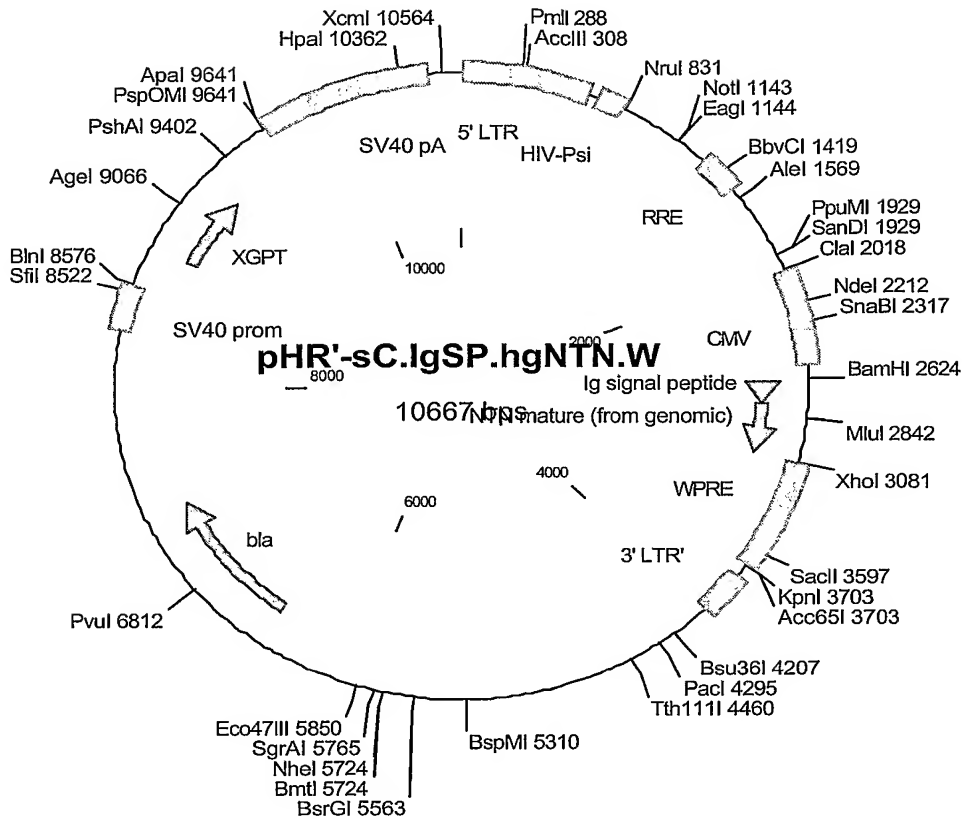 XcmI 10564
HpaI 10362
PmlI 288
AccIII 308
ApaI 9641
PspOMI 9641
PshAI 9402
AgeI 9066
BlnI 8576
SfiI 8522
NruI 831
NotI 1143
EagI 1144
BbvCI 1419
AleI 1569
PpuMI 1929
SanDI 1929
ClaI 2018
NdeI 2212
SnaBI 2317
BamHI 2624
MluI 2842
XhoI 3081
SacII 3597
KpnI 3703
Acc65I 3703
Bsu36I 4207
PacI 4295
Tth111I 4460
BspMI 5310
Eco47III 5850
SgrAI 5765
NheI 5724
BmtI 5724
BsrGI 5563
PvuI 6812
SV40 pA
5' LTR
HIV-Psi
RRE
XGPT
SV40 prom
CMV
10000
2000
pHR'-sC.IgSP.hgNTN.W
8000
10667 bps
Ig signal peptide
NTN mature (from genomic)
4000
6000
WPRE
3' LTR'
bla